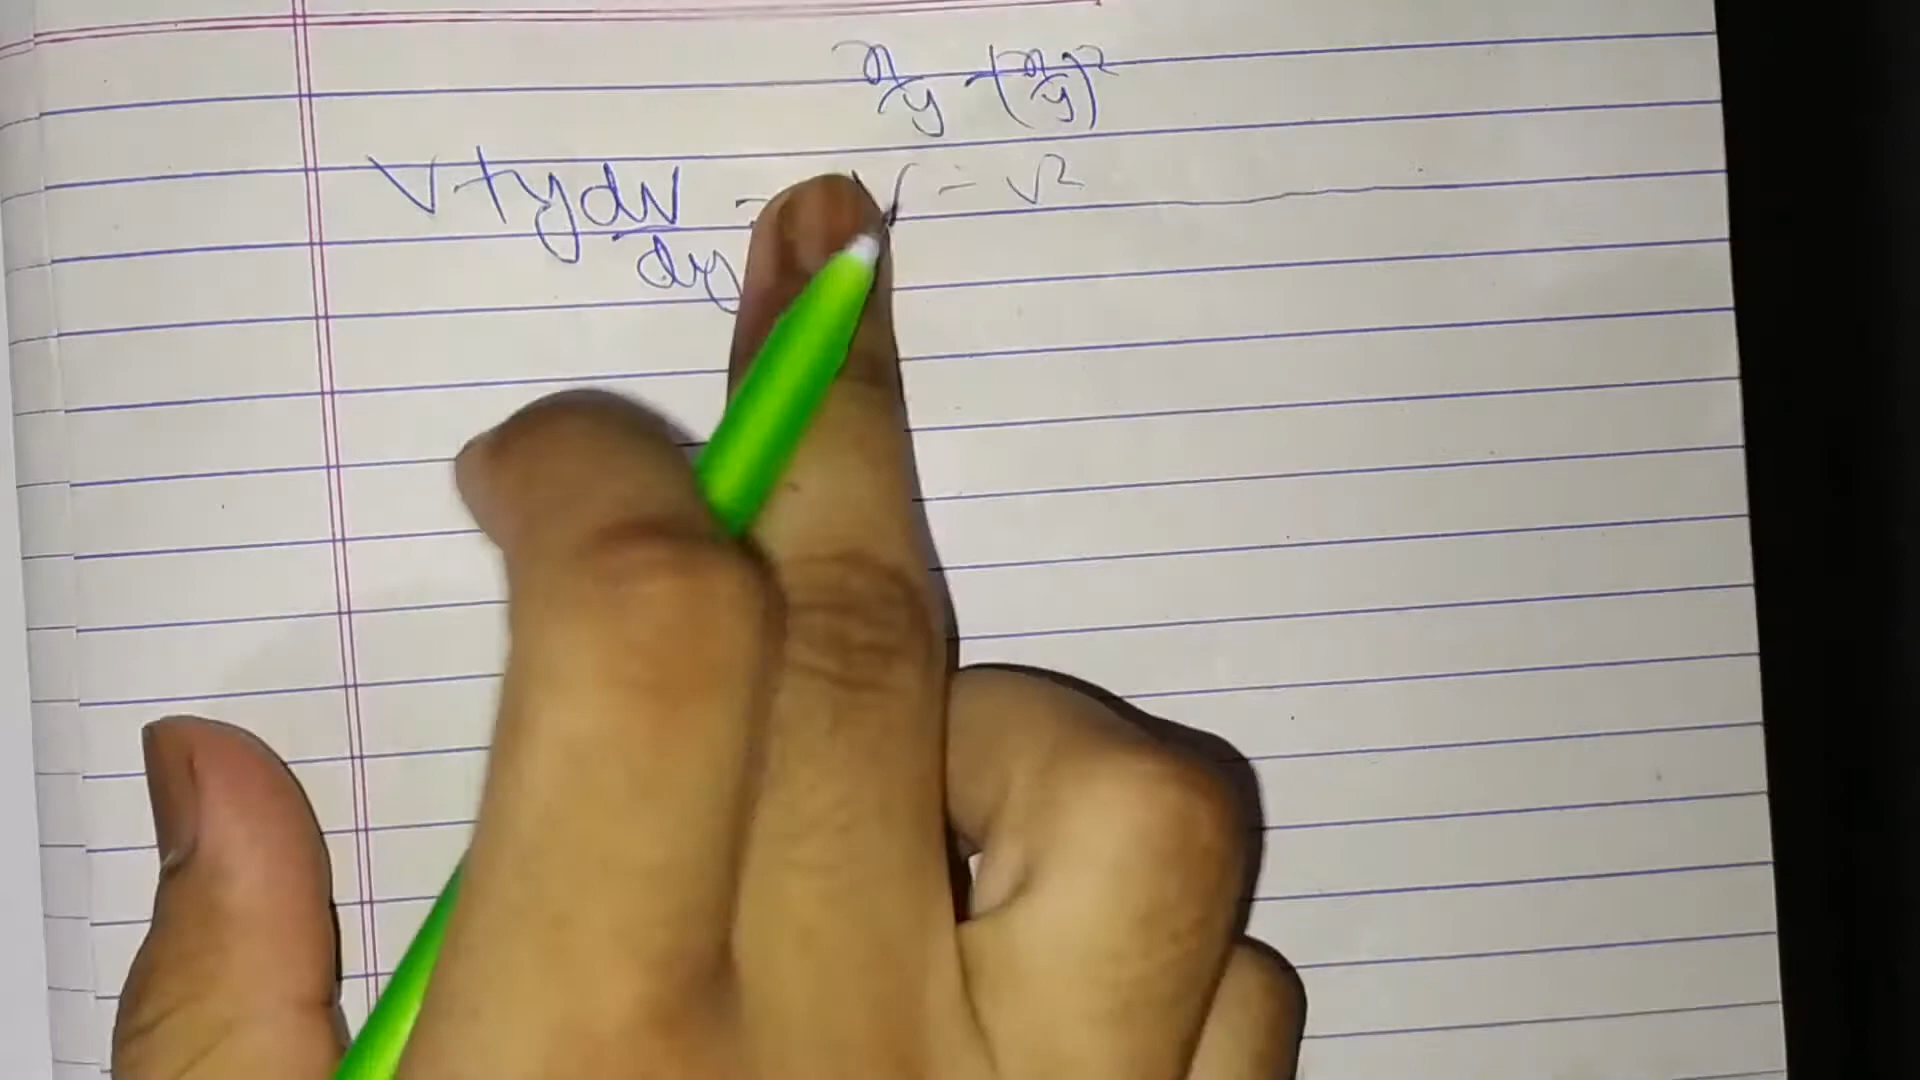 x/y - (x/y)²
v + y dv/dy = v - v²